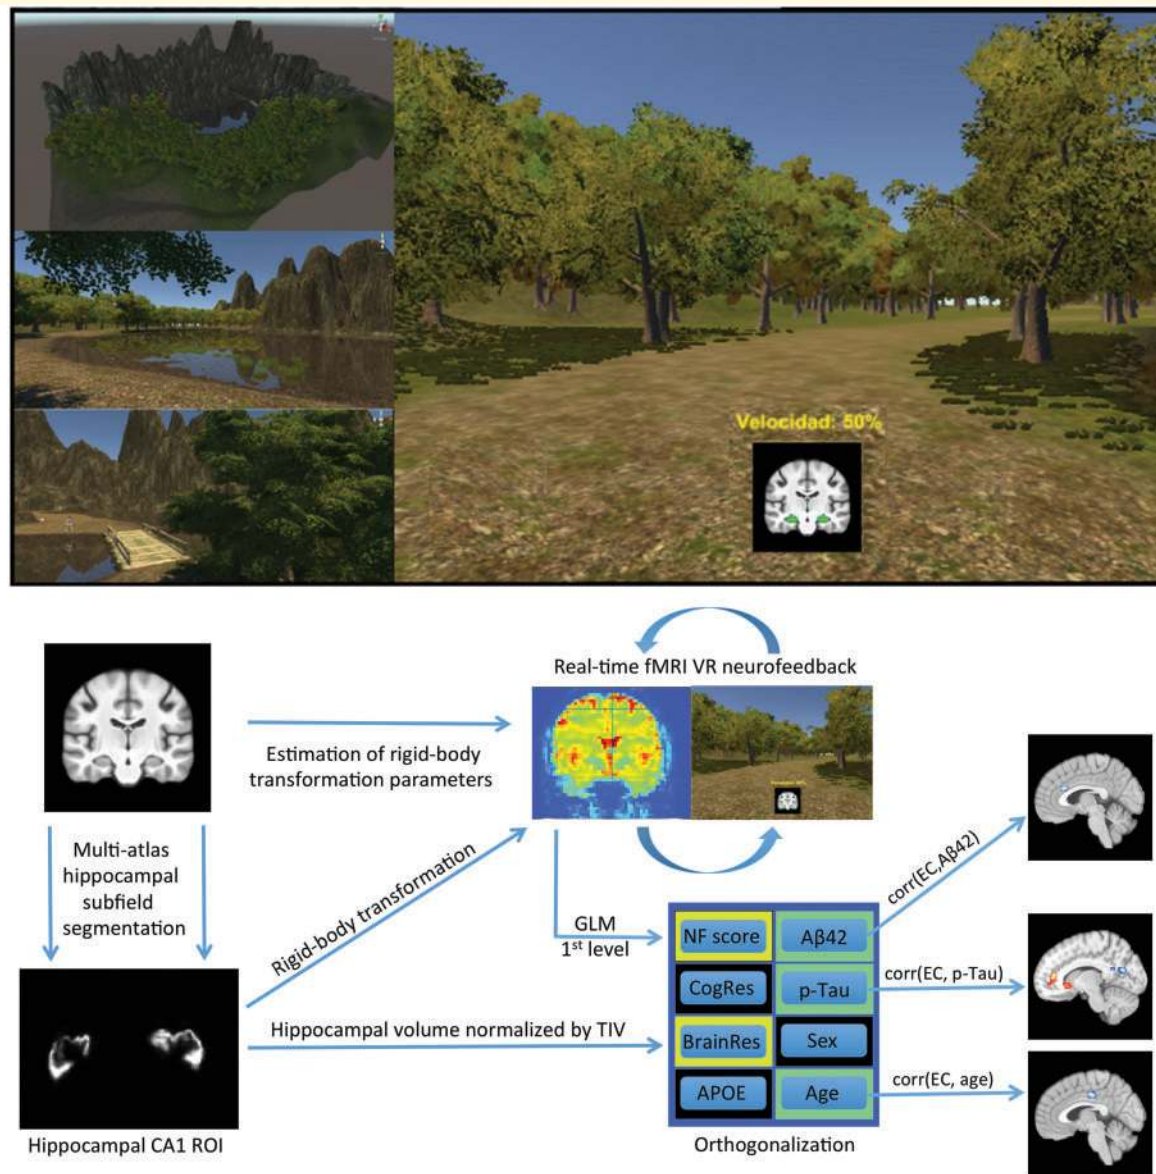 Velocidad: 50%
Real-time fMRI VR neurofeedback
Estimation of rigid-body
transformation parameters
Multi-atlas
hippocampal
subfield
segmentation
Rigid-body transformation
GLM
1st level
corr(EC,Aβ42)
NF score
Aβ42
CogRes
p-Tau
corr(EC, p-Tau)
Hippocampal volume normalized by TIV
BrainRes
Sex
APOE
Age
corr(EC, age)
Hippocampal CA1 ROI
Orthogonalization